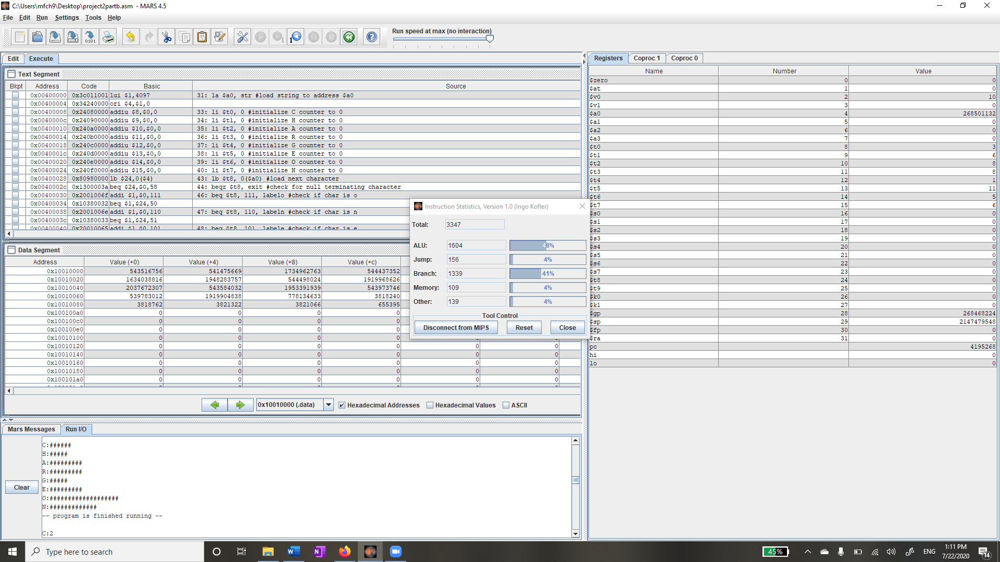 C:\Users\mfch9\Desktop\project2partb.asm - MARS 4.5
File Edit Run Settings Tools Help
Run speed at max (no interaction)
Edit Execute
Text Segment
Bkpt Address Code Basic Source
0x00400000 0x3c011001 lui $1,4097 31: la $a0, str #load string to address $a0
0x00400004 0x34240000 ori $4,$1,0
0x00400008 0x24080000 addiu $8,$0,0 33: li $t0, 0 #initialize C counter to 0
0x0040000c 0x24090000 addiu $9,$0,0 34: li $t1, 0 #initialize H counter to 0
0x00400010 0x240a0000 addiu $10,$0,0 35: li $t2, 0 #initialize A counter to 0
0x00400014 0x240b0000 addiu $11,$0,0 36: li $t3, 0 #initialize R counter to 0
0x00400018 0x240c0000 addiu $12,$0,0 37: li $t4, 0 #initialize G counter to 0
0x0040001c 0x240d0000 addiu $13,$0,0 38: li $t5, 0 #initialize E counter to 0
0x00400020 0x240e0000 addiu $14,$0,0 39: li $t6, 0 #initialize O counter to 0
0x00400024 0x240f0000 addiu $15,$0,0 40: li $t7, 0 #initialize N counter to 0
0x00400028 0x80980000 lb $24,0($4) 43: lb $t8, 0($a0) #load next character
0x0040002c 0x1300003a beq $24,$0,58 44: beqz $t8, exit #check for null terminating character
0x00400030 0x2001006f addi $1,$0,111 46: beq $t8, 111, labelo #check if char is o
0x00400034 0x10380032 beq $1,$24,50
0x00400038 0x2001006e addi $1,$0,110 47: beq $t8, 110, labeln #check if char is n
0x0040003c 0x10380033 beq $1,$24,51
0x00400040 0x20010065 addi $1,$0,101 48: beq $t8, 101, labele #check if char is e
Data Segment
Address Value (+0) Value (+4) Value (+8) Value (+c)
0x10010000 543516756 541475669 1734962763 544437352
0x10010020 1634038816 1948283757 544498024 1919968626
0x10010040 2037672307 543584032 1953391939 543973746
0x10010060 539783012 1919904838 778134633 3818240
0x10010080 3818762 3821322 3821066 655395
0x100100a0 0 0 0 0
0x100100c0 0 0 0 0
0x100100e0 0 0 0 0
0x10010100 0 0 0 0 0 0
0x10010120 0 0 0 0 0 0
0x10010140 0 0 0 0 0 0
0x10010160 0 0 0 0 0 0
0x10010180 0 0 0 0 0 0
0x100101a0 0 0 0 0 0 0
0x10010000 (.data) Hexadecimal Addresses Hexadecimal Values ASCII
Instruction Statistics, Version 1.0 (Ingo Kofler)
Total: 3347
ALU: 1604 48%
Jump: 156 4%
Branch: 1339 41%
Memory: 109 4%
Other: 139 4%
Tool Control
Disconnect from MIPS Reset Close
Mars Messages Run I/O
Clear
C:######
H:#####
A:#########
R:#########
G:#####
E:#########
O:###################
N:#############
-- program is finished running --
C:2
Registers Coproc 1 Coproc 0
Name Number Value
$zero 0 0
$at 1 0
$v0 2 10
$v1 3 0
$a0 4 268501132
$a1 5 0
$a2 6 0
$a3 7 0
$t0 8 3
$t1 9 6
$t2 10 8
$t3 11 8
$t4 12 1
$t5 13 11
$t6 14 5
$t7 15 6
$s0 16 0
$s1 17 0
$s2 18 0
$s3 19 0
$s4 20 0
$s5 21 0
$s6 22 0
$s7 23 0
$t8 24 0
$t9 25 0
$k0 26 0
$k1 27 0
$gp 28 268468224
$sp 29 2147479548
$fp 30 0
$ra 31 0
pc 4195268
hi 0
lo 0
Type here to search
45%
ENG
1:11 PM
7/22/2020
14